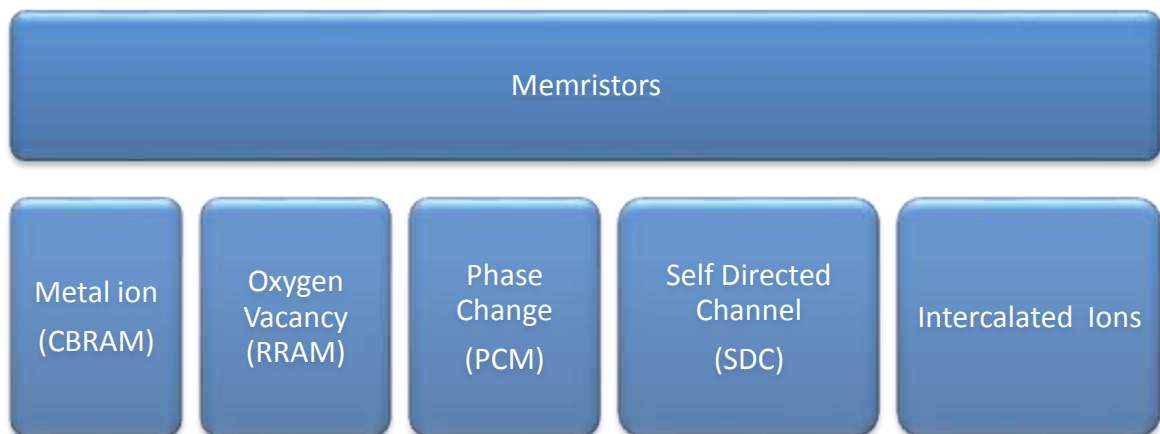 Memristors
Metal ion
(CBRAM)
Oxygen
Vacancy
(RRAM)
Phase
Change
(PCM)
Self Directed
Channel
(SDC)
Intercalated Ions